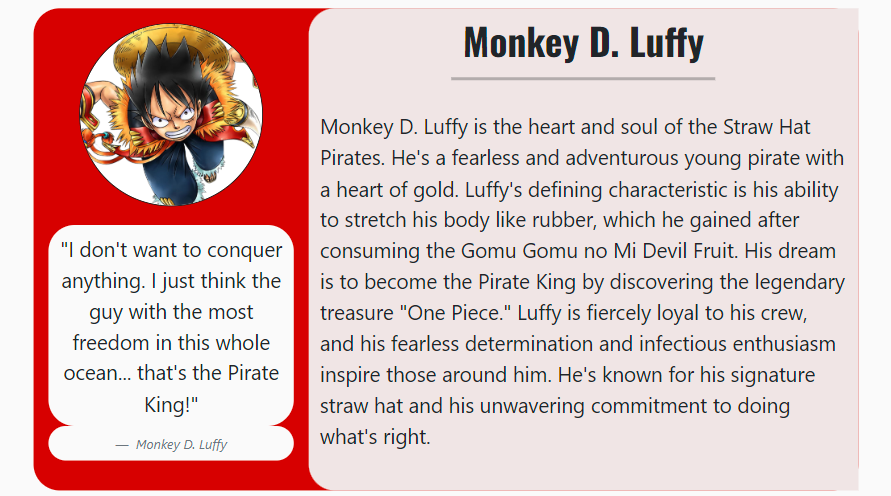 "I don't want to conquer
anything. I just think the
guy with the most
freedom in this whole
ocean... that's the Pirate
King!"
— Monkey D. Luffy
Monkey D. Luffy
Monkey D. Luffy is the heart and soul of the Straw Hat
Pirates. He's a fearless and adventurous young pirate with
a heart of gold. Luffy's defining characteristic is his ability
to stretch his body like rubber, which he gained after
consuming the Gomu Gomu no Mi Devil Fruit. His dream
is to become the Pirate King by discovering the legendary
treasure "One Piece." Luffy is fiercely loyal to his crew,
and his fearless determination and infectious enthusiasm
inspire those around him. He's known for his signature
straw hat and his unwavering commitment to doing
what's right.